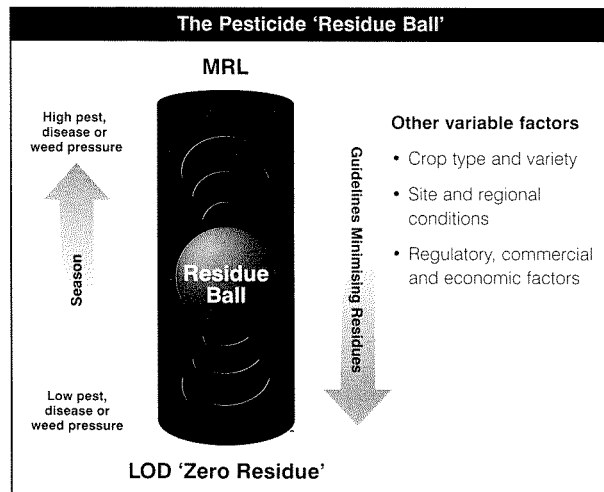 The Pesticide ‘Residue Ball’
MRL
High pest,
disease or
weed pressure
Season
Low pest,
disease or
weed pressure
Residue
Ball
LOD ‘Zero Residue’
Guidelines Minimising Residues
Other variable factors
• Crop type and variety
• Site and regional
conditions
• Regulatory, commercial
and economic factors